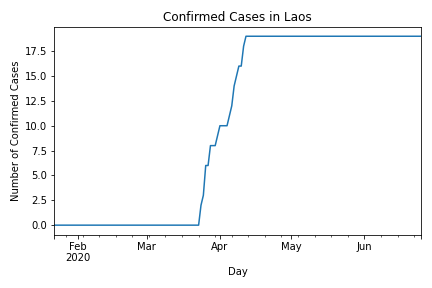 Confirmed Cases in Laos
Number of Confirmed Cases
17.5
15.0
12.5
10.0
7.5
5.0
2.5
0.0
Feb
2020
Mar
Apr
May
Jun
Day